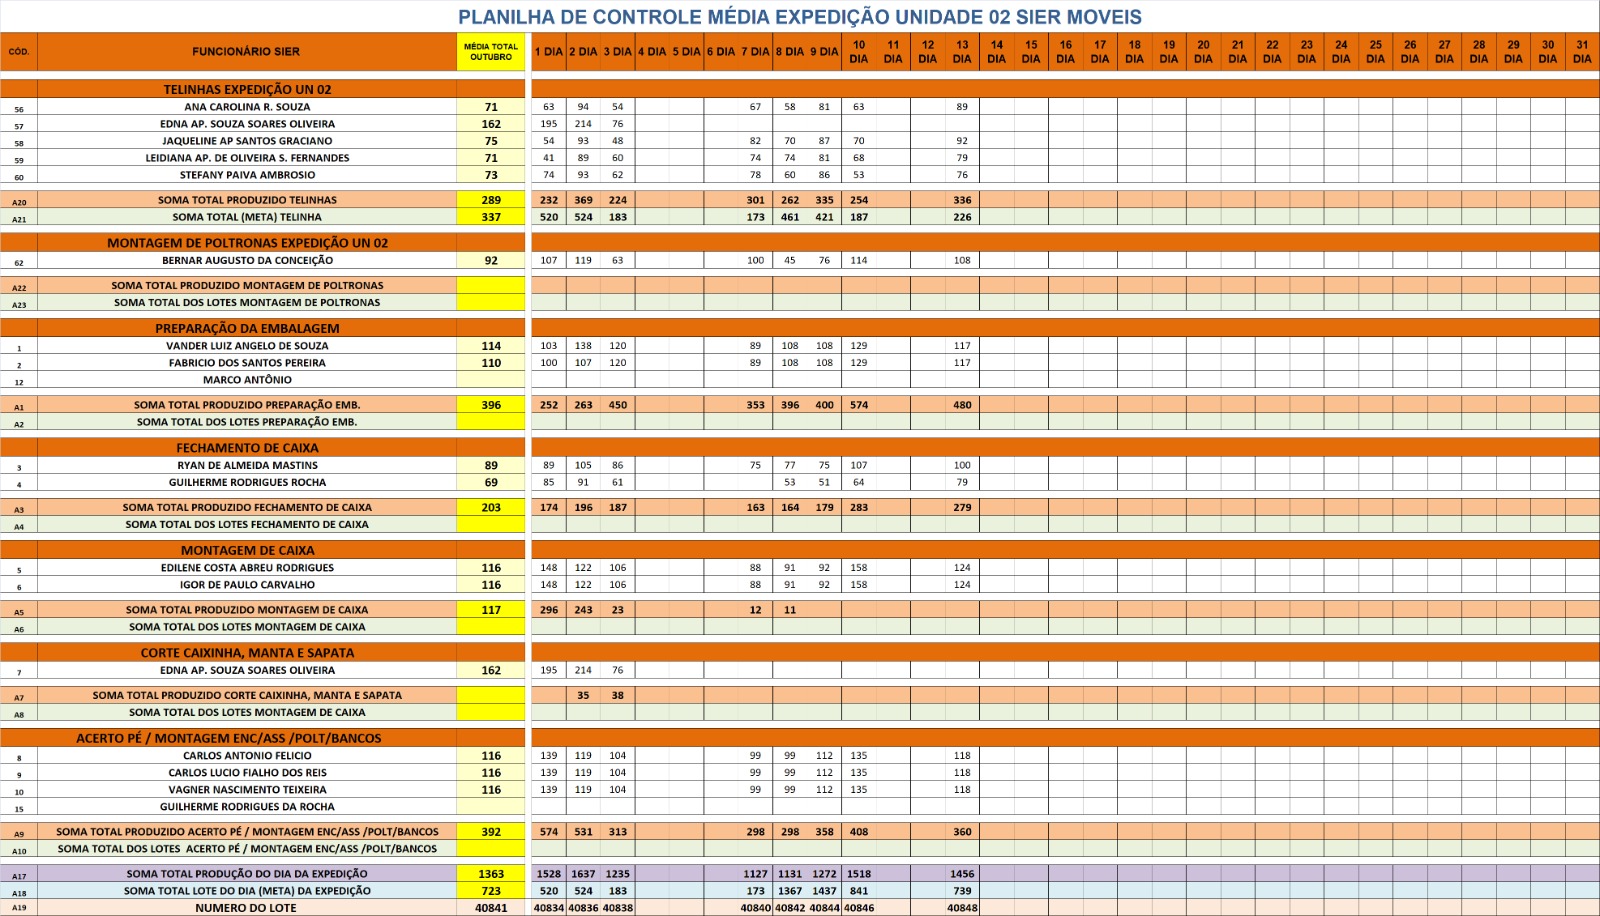 PLANILHA DE CONTROLE MÉDIA EXPEDIÇÃO UNIDADE 02 SIER MOVEIS
CÓD. FUNCIONÁRIO SIER MÉDIA TOTAL OUTUBRO 1 DIA 2 DIA 3 DIA 4 DIA 5 DIA 6 DIA 7 DIA 8 DIA 9 DIA 10 DIA 11 DIA 12 DIA 13 DIA 14 DIA 15 DIA 16 DIA 17 DIA 18 DIA 19 DIA 20 DIA 21 DIA 22 DIA 23 DIA 24 DIA 25 DIA 26 DIA 27 DIA 28 DIA 29 DIA 30 DIA 31 DIA
TELINHAS EXPEDIÇÃO UN 02
56 ANA CAROLINA R. SOUZA 71 63 94 54 67 58 81 63 89
57 EDNA AP. SOUZA SOARES OLIVEIRA 162 195 214 76
58 JAQUELINE AP SANTOS GRACIANO 75 54 93 48 82 70 87 70 92
59 LEIDIANA AP. DE OLIVEIRA S. FERNANDES 71 41 89 60 74 74 81 68 79
60 STEFANY PAIVA AMBROSIO 73 74 93 62 78 60 86 53 76
A20 SOMA TOTAL PRODUZIDO TELINHAS 289 232 369 224 301 262 335 254 336
A21 SOMA TOTAL (META) TELINHA 337 520 524 183 173 461 421 187 226
MONTAGEM DE POLTRONAS EXPEDIÇÃO UN 02
62 BERNAR AUGUSTO DA CONCEIÇÃO 92 107 119 63 100 45 76 114 108
A22 SOMA TOTAL PRODUZIDO MONTAGEM DE POLTRONAS
A23 SOMA TOTAL DOS LOTES MONTAGEM DE POLTRONAS
PREPARAÇÃO DA EMBALAGEM
1 VANDER LUIZ ANGELO DE SOUZA 114 103 138 120 89 108 108 129 117
2 FABRICIO DOS SANTOS PEREIRA 110 100 107 120 89 108 108 129 117
12 MARCO ANTÔNIO
A1 SOMA TOTAL PRODUZIDO PREPARAÇÃO EMB. 396 252 263 450 353 396 400 574 480
A2 SOMA TOTAL DOS LOTES PREPARAÇÃO EMB.
FECHAMENTO DE CAIXA
3 RYAN DE ALMEIDA MASTINS 89 89 105 86 75 77 75 107 100
4 GUILHERME RODRIGUES ROCHA 69 85 91 61 53 51 64 79
A3 SOMA TOTAL PRODUZIDO FECHAMENTO DE CAIXA 203 174 196 187 163 164 179 283 279
A4 SOMA TOTAL DOS LOTES FECHAMENTO DE CAIXA
MONTAGEM DE CAIXA
5 EDILENE COSTA ABREU RODRIGUES 116 148 122 106 88 91 92 158 124
6 IGOR DE PAULO CARVALHO 116 148 122 106 88 91 92 158 124
A5 SOMA TOTAL PRODUZIDO MONTAGEM DE CAIXA 117 296 243 23 12 11
A6 SOMA TOTAL DOS LOTES MONTAGEM DE CAIXA
CORTE CAIXINHA, MANTA E SAPATA
7 EDNA AP. SOUZA SOARES OLIVEIRA 162 195 214 76
A7 SOMA TOTAL PRODUZIDO CORTE CAIXINHA, MANTA E SAPATA 35 38
A8 SOMA TOTAL DOS LOTES MONTAGEM DE CAIXA
ACERTO PÉ / MONTAGEM ENC/ASS /POLT/BANCOS
8 CARLOS ANTONIO FELICIO 116 139 119 104 99 99 112 135 118
9 CARLOS LUCIO FIALHO DOS REIS 116 139 119 104 99 99 112 135 118
10 VAGNER NASCIMENTO TEIXEIRA 116 139 119 104 99 99 112 135 118
15 GUILHERME RODRIGUES DA ROCHA
A9 SOMA TOTAL PRODUZIDO ACERTO PÉ / MONTAGEM ENC/ASS /POLT/BANCOS 392 574 531 313 298 298 358 408 360
A10 SOMA TOTAL DOS LOTES ACERTO PÉ / MONTAGEM ENC/ASS /POLT/BANCOS
A17 SOMA TOTAL PRODUÇÃO DO DIA DA EXPEDIÇÃO 1363 1528 1637 1235 1127 1131 1272 1518 1456
A18 SOMA TOTAL LOTE DO DIA (META) DA EXPEDIÇÃO 723 520 524 183 173 1367 1437 841 739
A19 NUMERO DO LOTE 40841 40834 40836 40838 40840 40842 40844 40846 40848